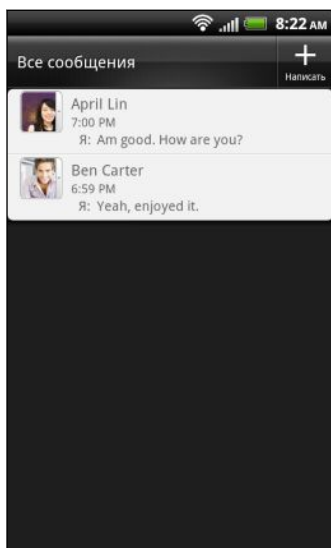 8:22 AM
Все сообщения
Написать
April Lin
7:00 PM
Я: Am good. How are you?
Ben Carter
6:59 PM
Я: Yeah, enjoyed it.